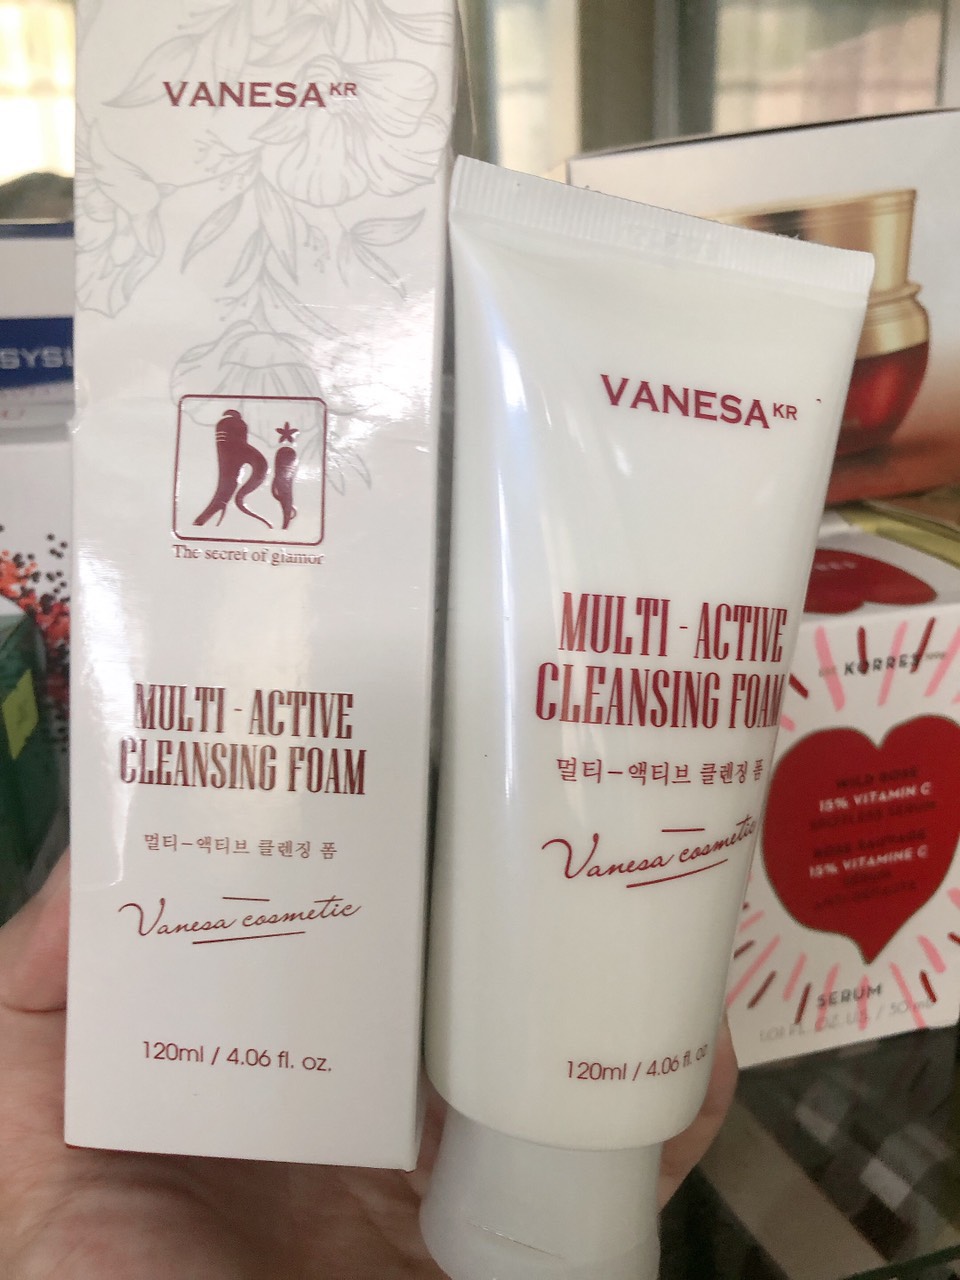 VANESA KR
The secret of glamor
MULTI - ACTIVE
CLEANSING FOAM
멀티-액티브 클렌징 폼
Vanesa cosmetic
120ml / 4.06 fl. oz.
VANESA KR
MULTI - ACTIVE
CLEANSING FOAM
멀티-액티브 클렌징 폼
Vanesa cosmetic
120ml / 4.06 fl. oz
SYSL
KORRES
WILD ROSE
15% VITAMIN C
15% VITAMINE C
SERUM